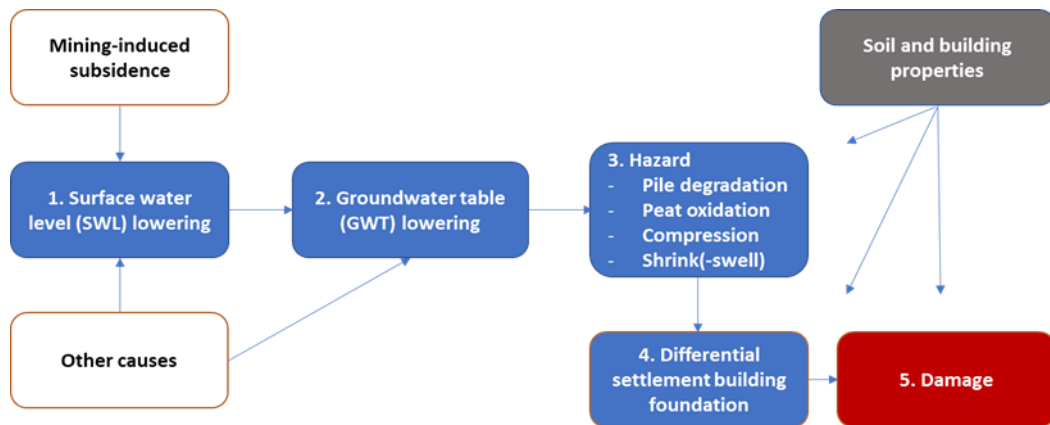 Mining-induced
subsidence
Soil and building
properties
1. Surface water
level (SWL) lowering
2. Groundwater table
(GWT) lowering
3. Hazard
- Pile degradation
- Peat oxidation
- Compression
- Shrink(-swell)
Other causes
4. Differential
settlement building
foundation
5. Damage